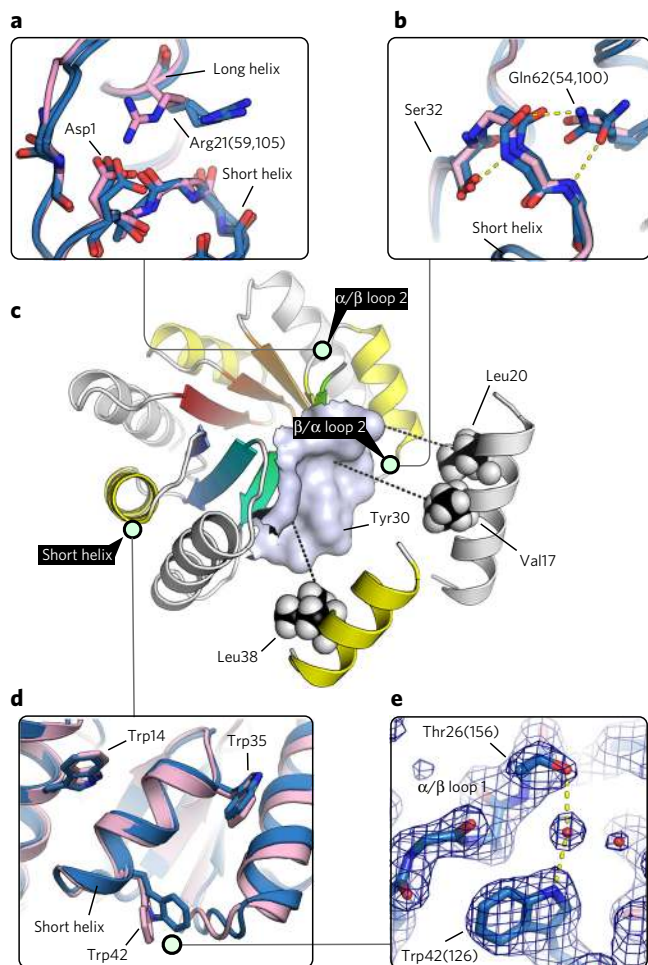 a
Long helix
Asp1
Arg21(59,105)
Short helix
b
Gln62(54,100)
Ser32
Short helix
c
α/β loop 2
Leu20
β/α loop 2
Tyr30
Val17
Short helix
Leu38
d
Trp14
Trp35
Short helix
Trp42
e
Thr26(156)
α/β loop 1
Trp42(126)